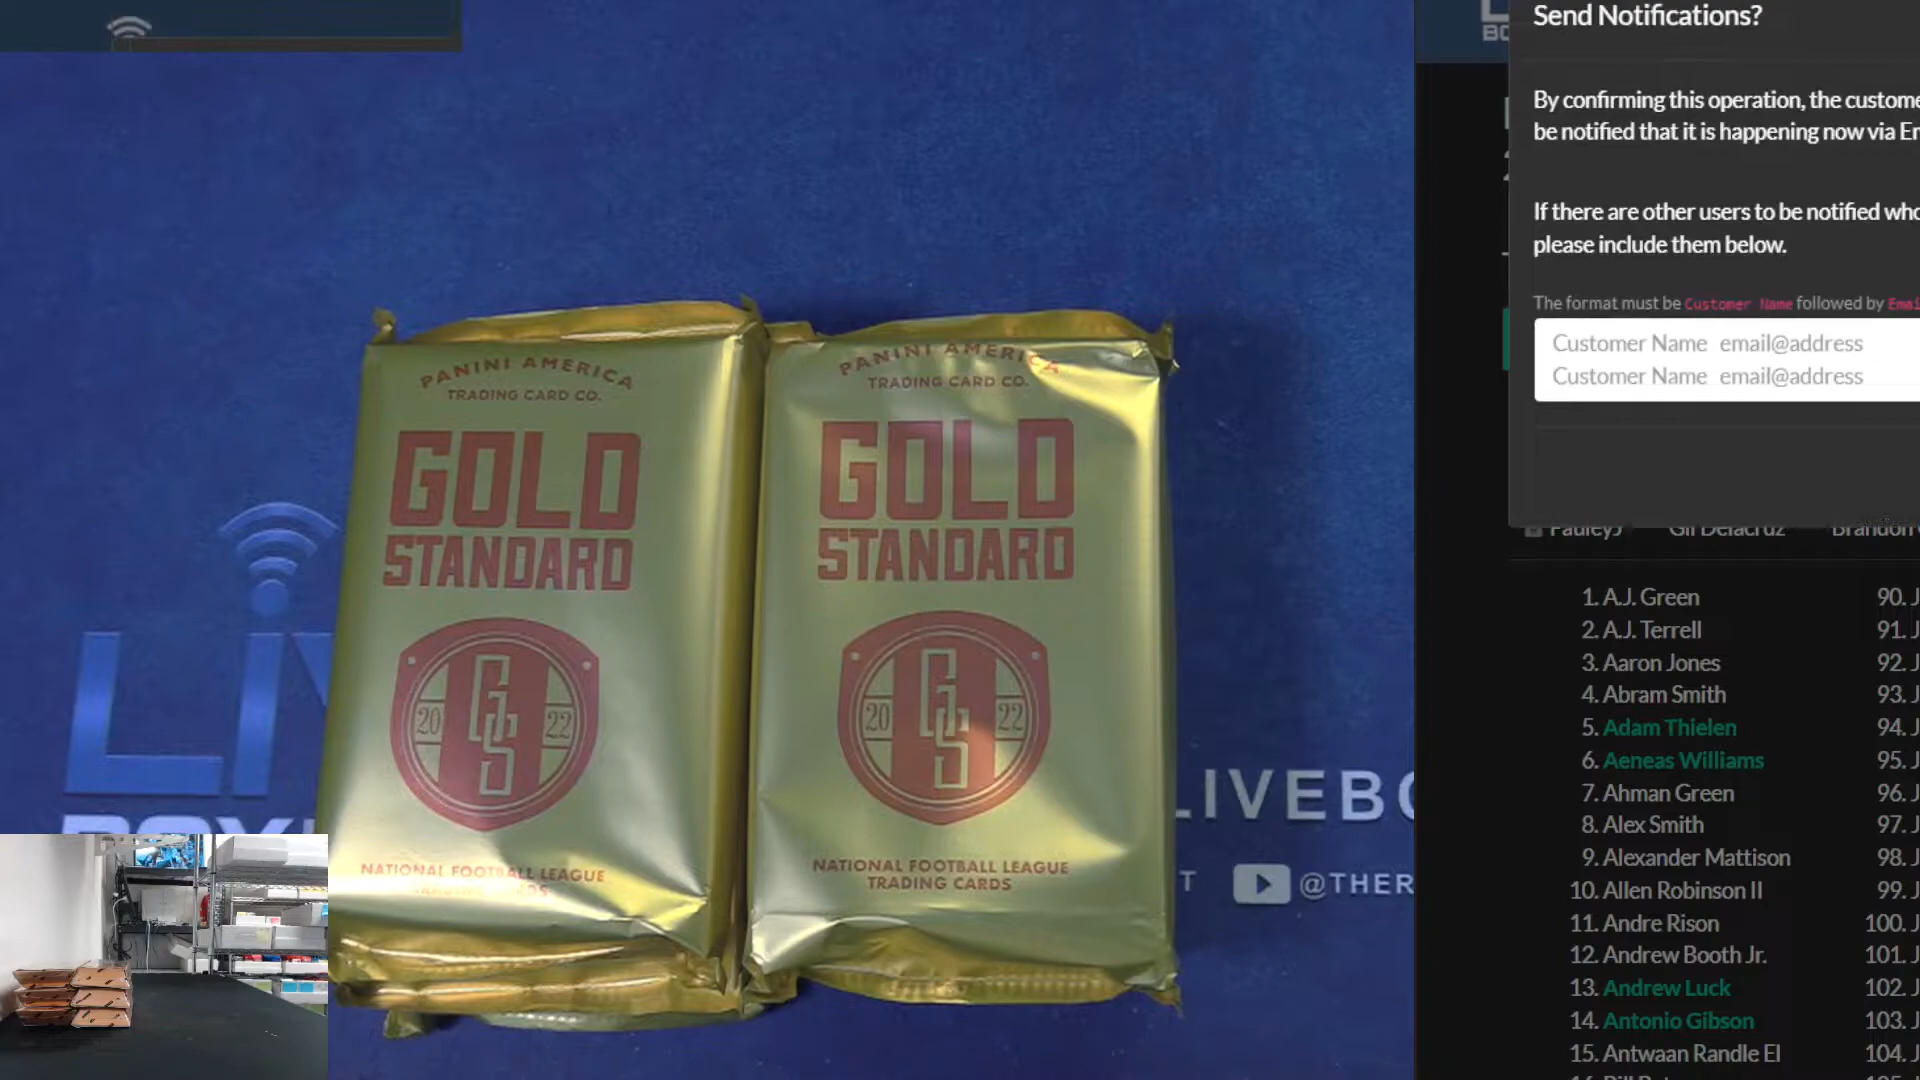 Send Notifications?
By confirming this operation, the custome
be notified that it is happening now via Em
If there are other users to be notified who
please include them below.
The format must be Customer Name followed by Emai
Customer Name email@address
Customer Name email@address
PauleyJ Gil Delacruz Brandon
1. A.J. Green 90. J
2. A.J. Terrell 91. J
3. Aaron Jones 92. J
4. Abram Smith 93. J
5. Adam Thielen 94. J
6. Aeneas Williams 95. J
7. Ahman Green 96. J
8. Alex Smith 97. J
9. Alexander Mattison 98. J
10. Allen Robinson II 99. J
11. Andre Rison 100. J
12. Andrew Booth Jr. 101. J
13. Andrew Luck 102. J
14. Antonio Gibson 103. J
15. Antwaan Randle El 104. J
PANINI AMERICA
TRADING CARD CO.
GOLD
STANDARD
20 GS 22
NATIONAL FOOTBALL LEAGUE
TRADING CARDS
PANINI AMERICA
TRADING CARD CO.
GOLD
STANDARD
20 GS 22
NATIONAL FOOTBALL LEAGUE
TRADING CARDS
LIVEBO
@THER